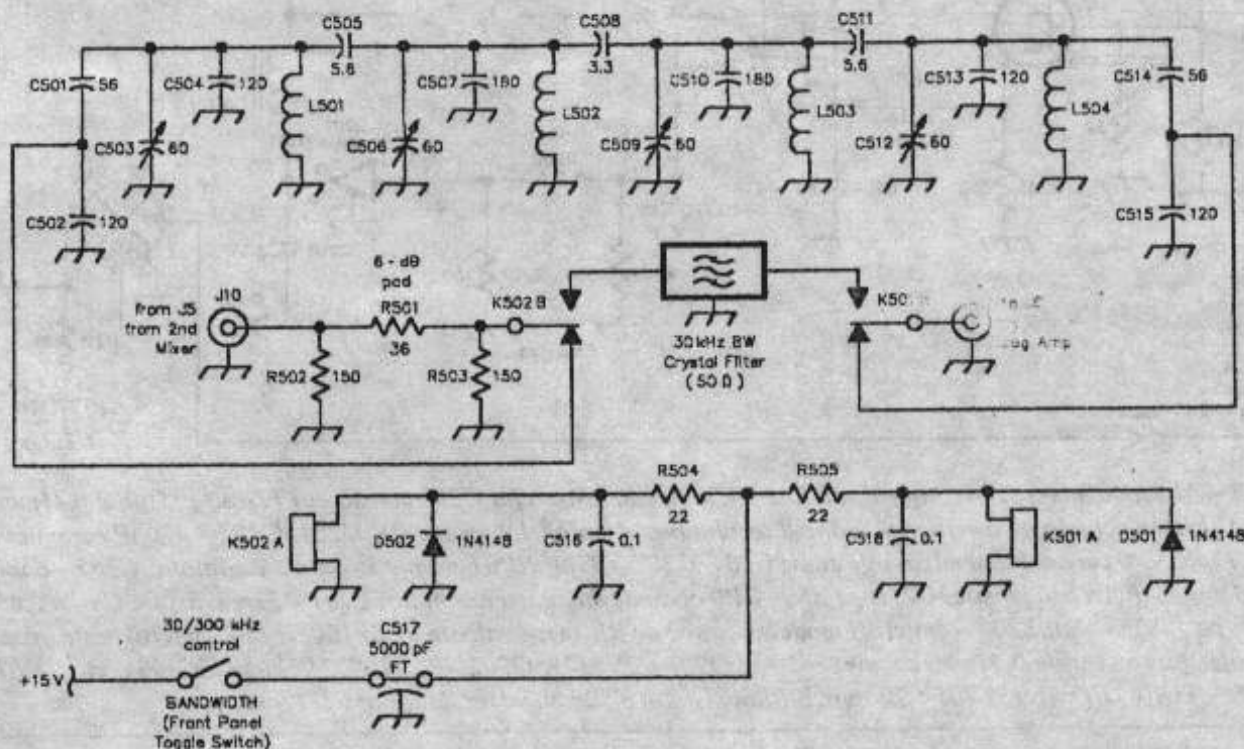 C505
C508
C511
C501
56
C504
120
5.6
C507
180
3.3
C510
180
5.6
C513
120
C514
56
L501
L502
L503
L504
C503
60
C506
60
C509
60
C512
60
C502
120
C515
120
6 - dB
pad
J10
from J5
from 2nd
Mixer
R501
36
K502 B
R502
150
R503
150
30 kHz BW
Crystal Filter
( 50 Ω )
Log Amp
R504
22
R505
22
K502 A
D502
1N4148
C516
0.1
C518
0.1
K501 A
D501
1N4148
30/300 kHz
control
C517
5000 pF
FT
+15 V
BANDWIDTH
(Front Panel
Toggle Switch)